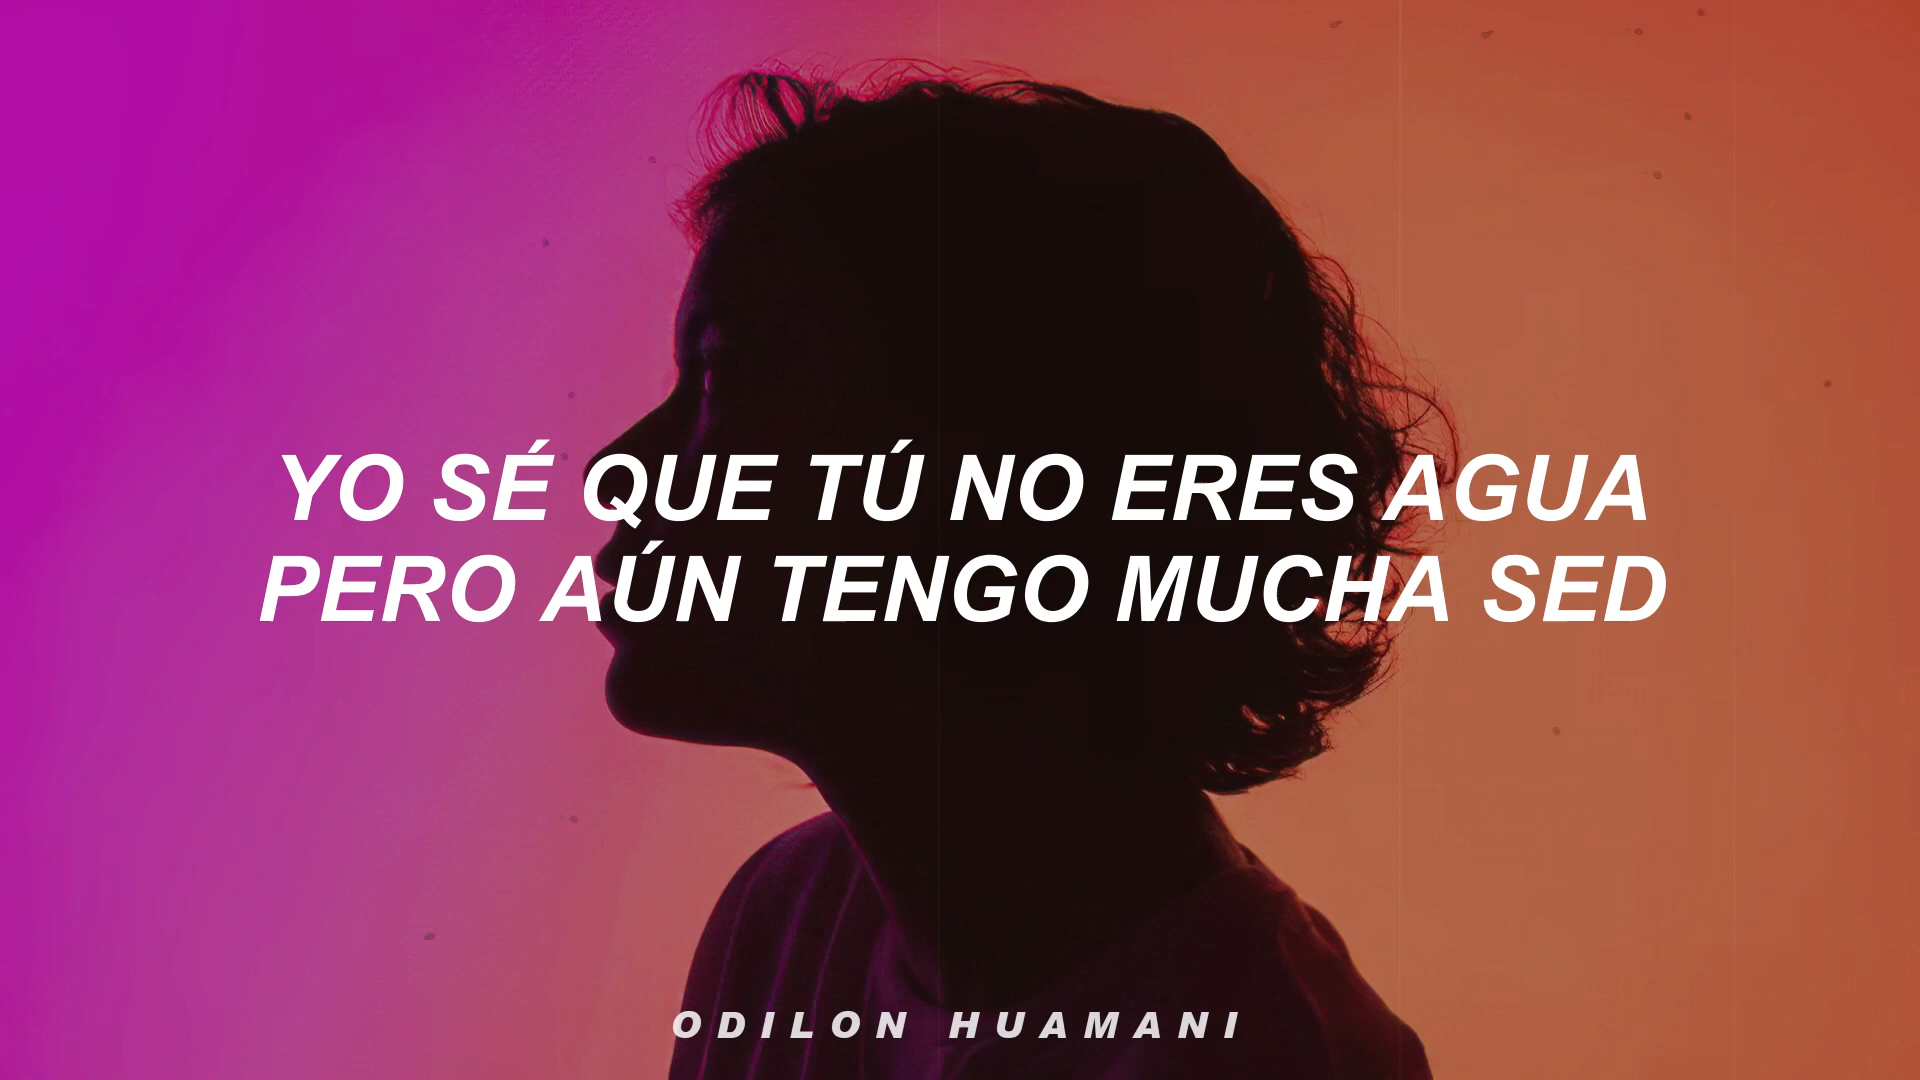 YO SÉ QUE TÚ NO ERES AGUA
PERO AÚN TENGO MUCHA SED
ODILON HUAMANI